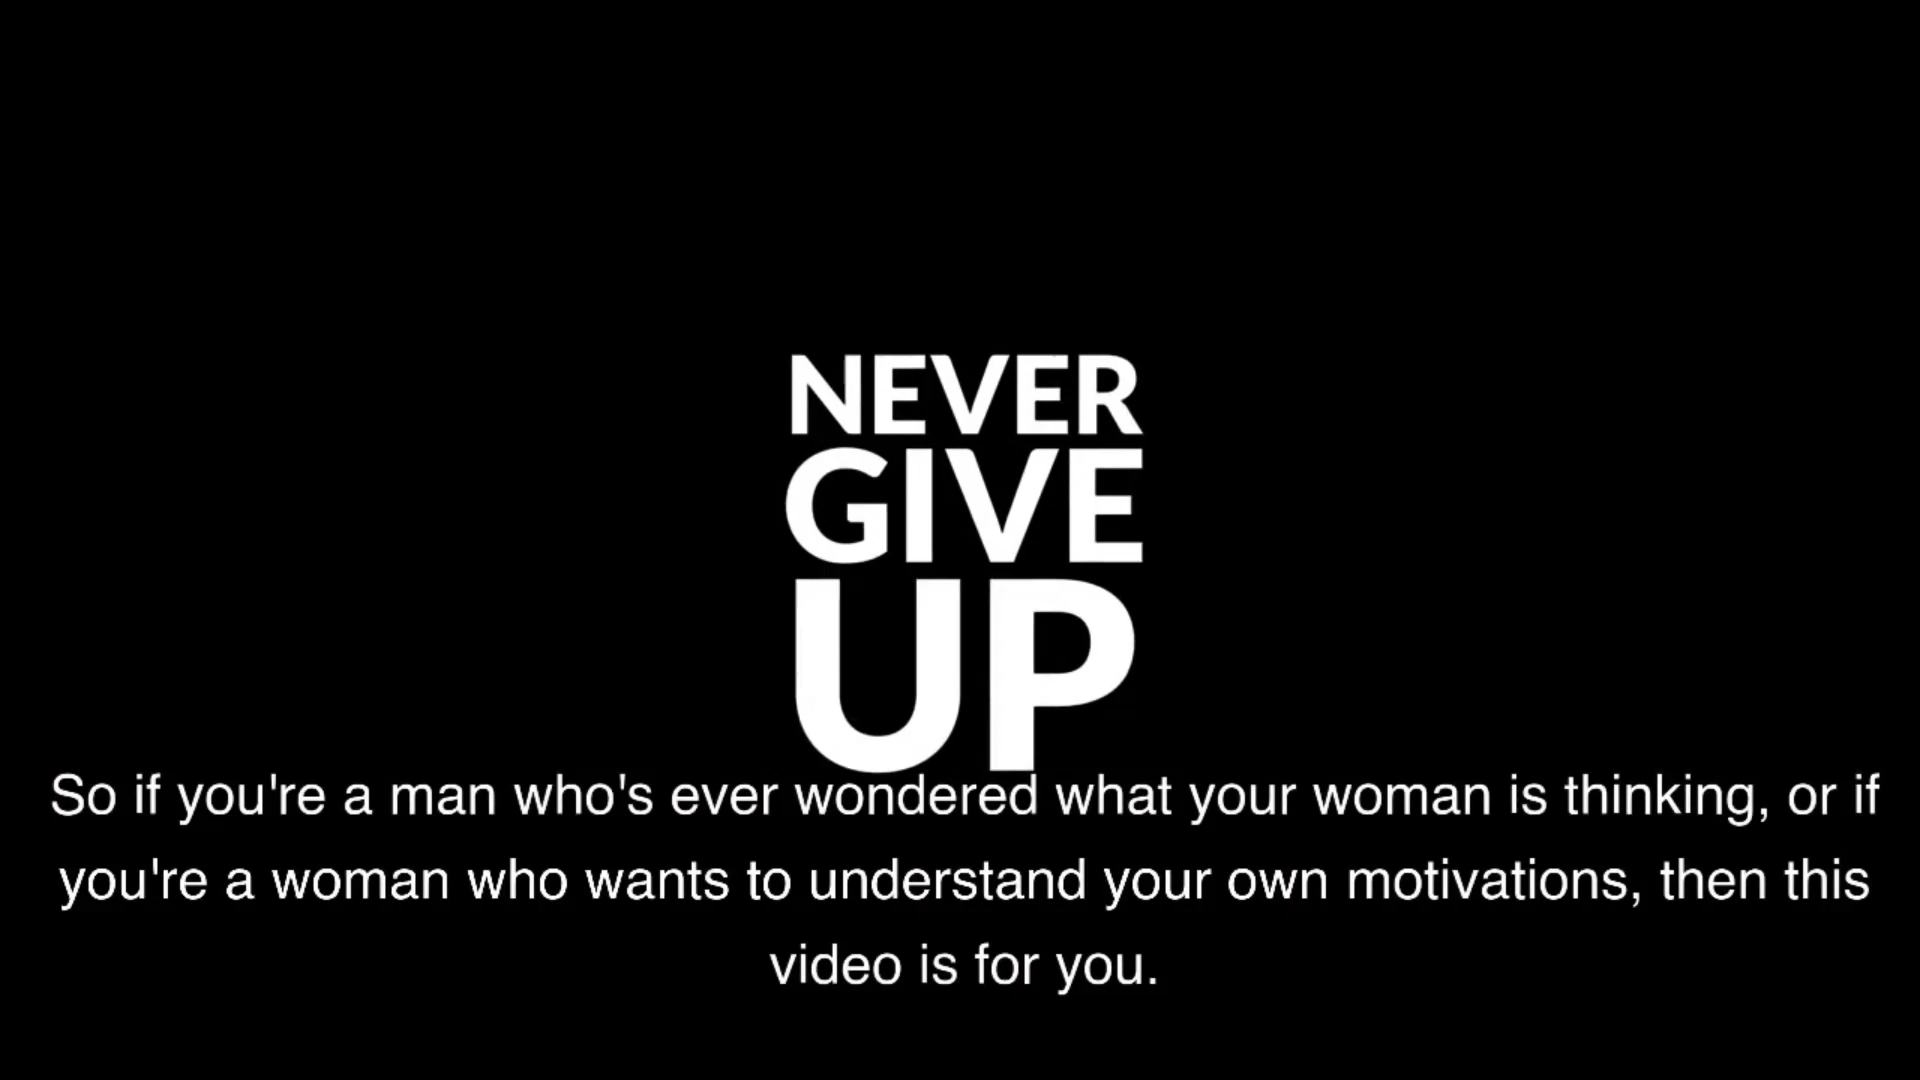 NEVER
GIVE
UP
So if you're a man who's ever wondered what your woman is thinking, or if
you're a woman who wants to understand your own motivations, then this
video is for you.